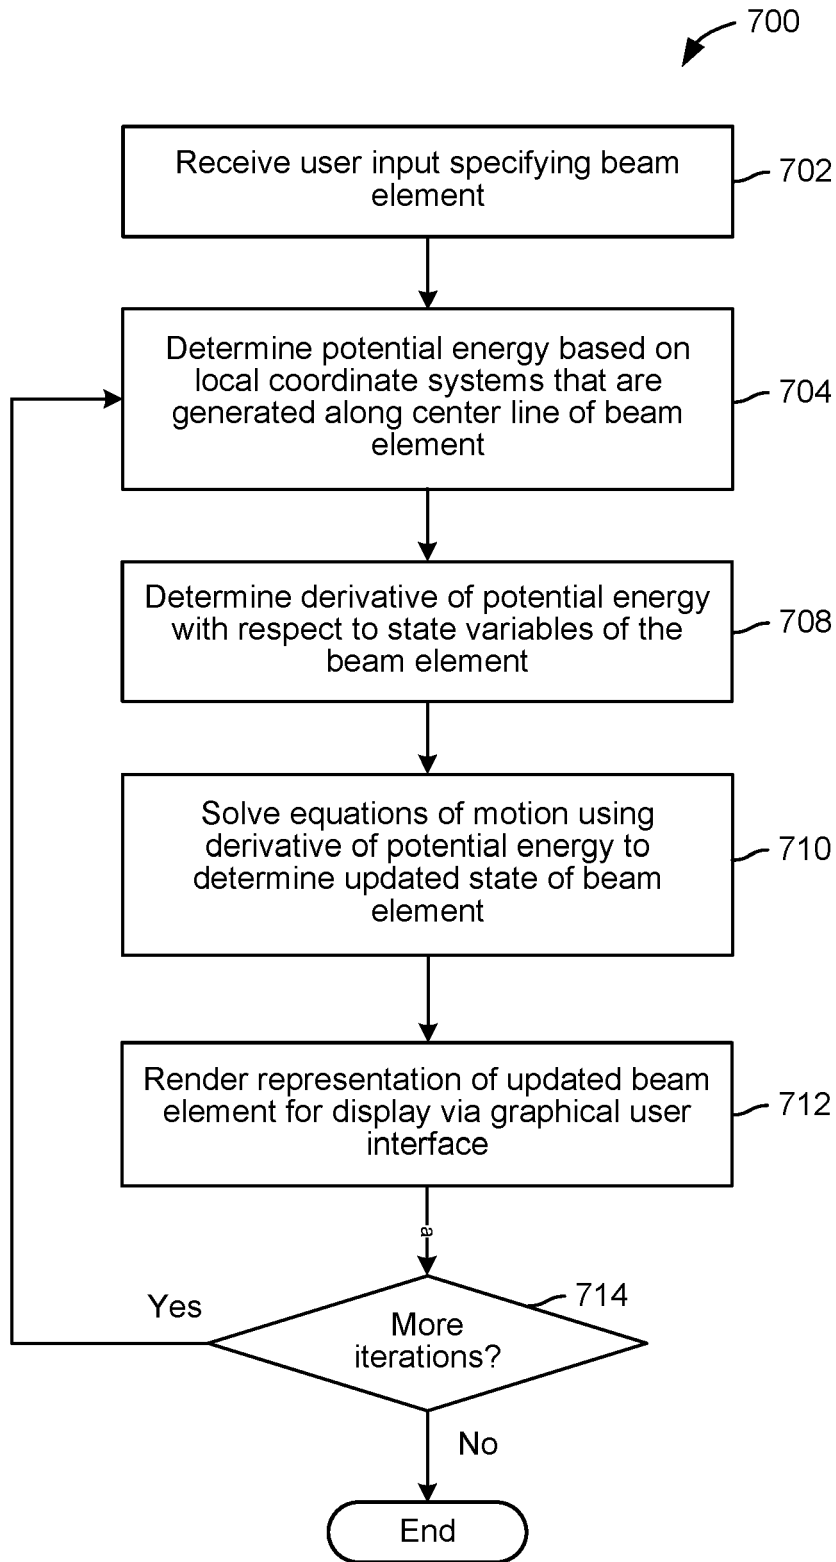 700
Receive user input specifying beam
element
702
Determine potential energy based on
local coordinate systems that are
generated along center line of beam
element
704
Determine derivative of potential energy
with respect to state variables of the
beam element
708
Solve equations of motion using
derivative of potential energy to
determine updated state of beam
element
710
Render representation of updated beam
element for display via graphical user
interface
712
a
714
Yes
More
iterations?
No
End